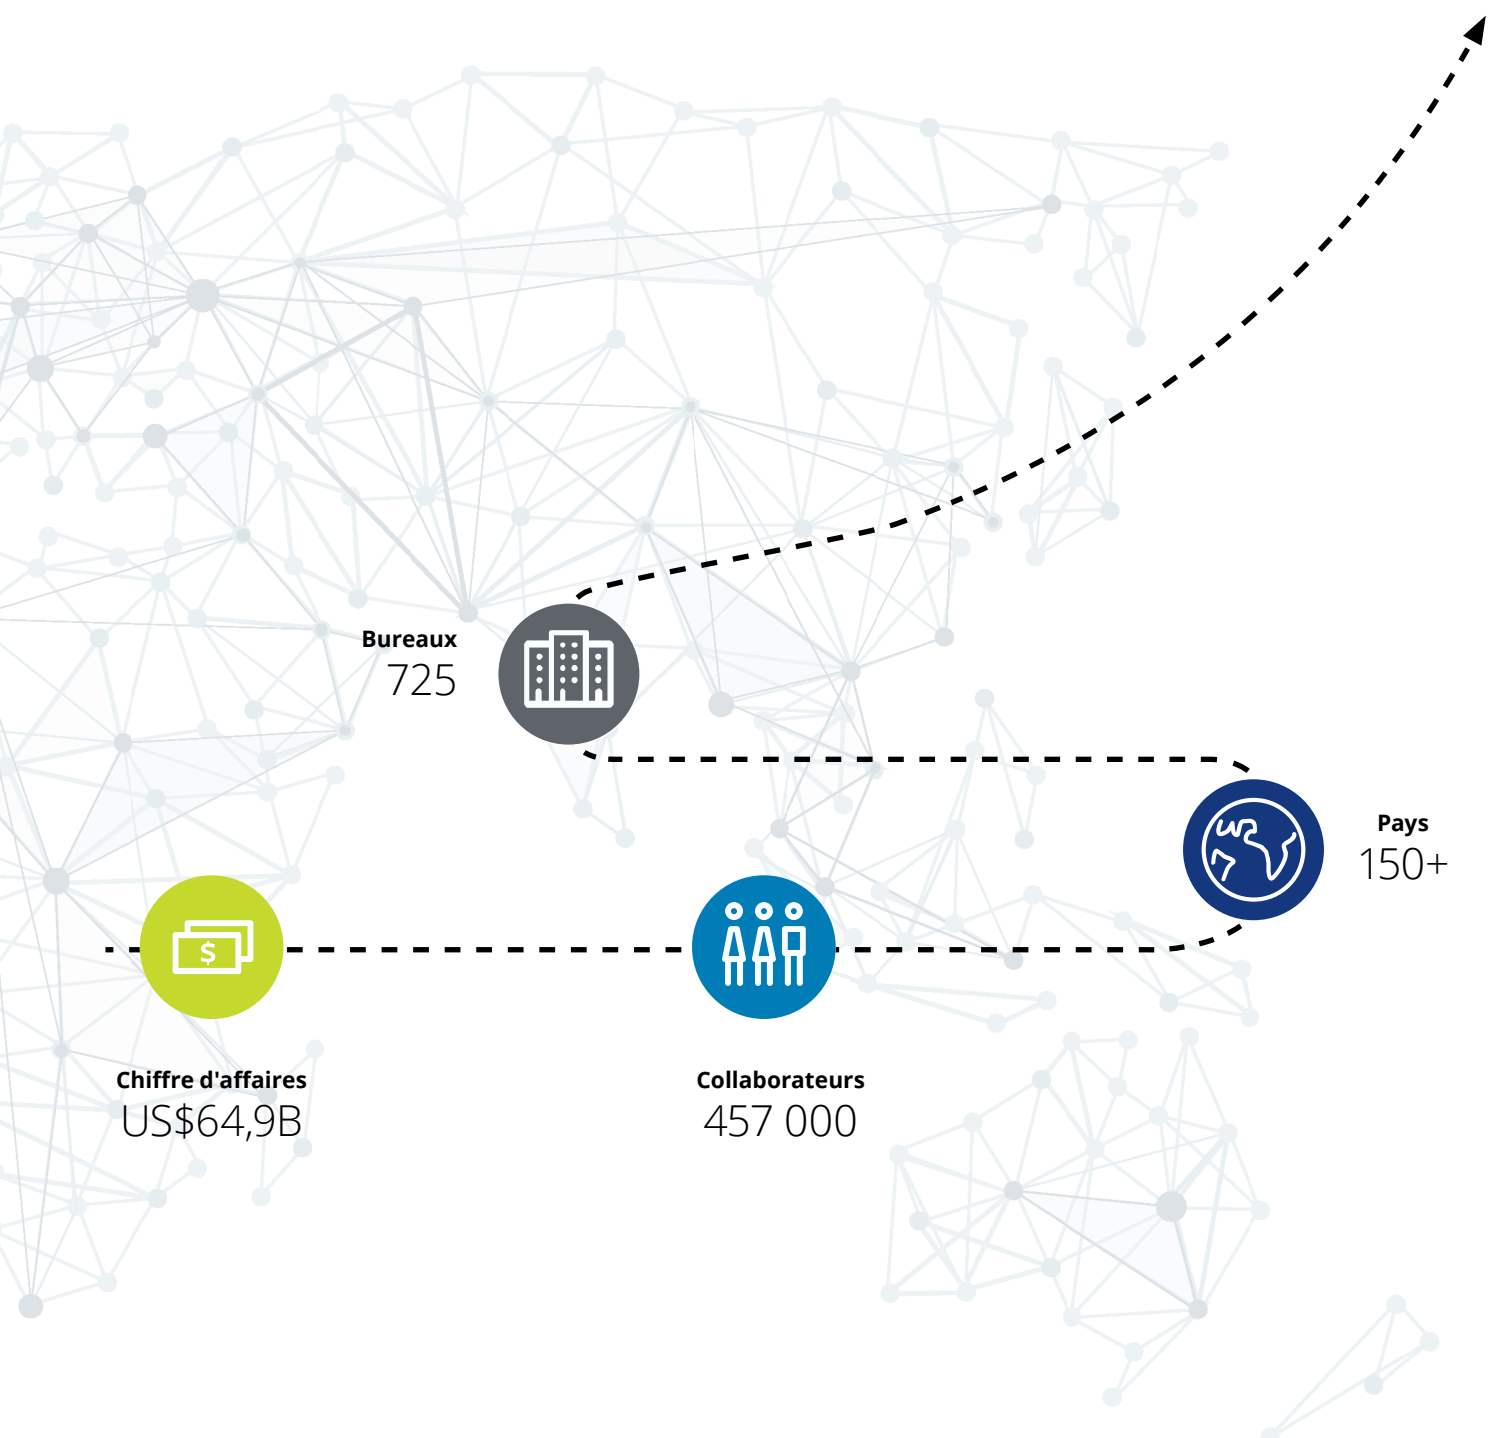 Bureaux
725
Pays
150+
$
Chiffre d'affaires
US$64,9B
Collaborateurs
457 000